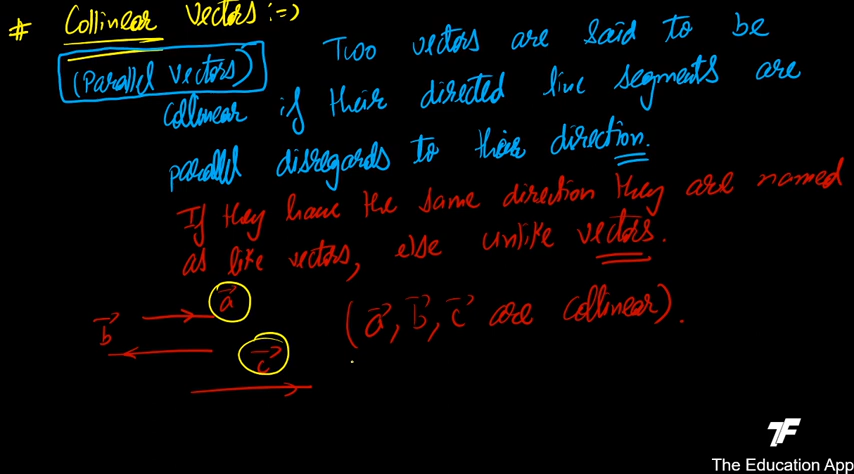 # Collinear Vectors :=>
(Parallel vectors)
Two vectors are said to be
collinear if their directed line segments are
parallel disregards to their direction.
If they have the same direction they are named
as like vectors, else unlike vectors.
a⃗
(a⃗, b⃗, c⃗ are collinear).
b⃗
c⃗
7F
The Education App